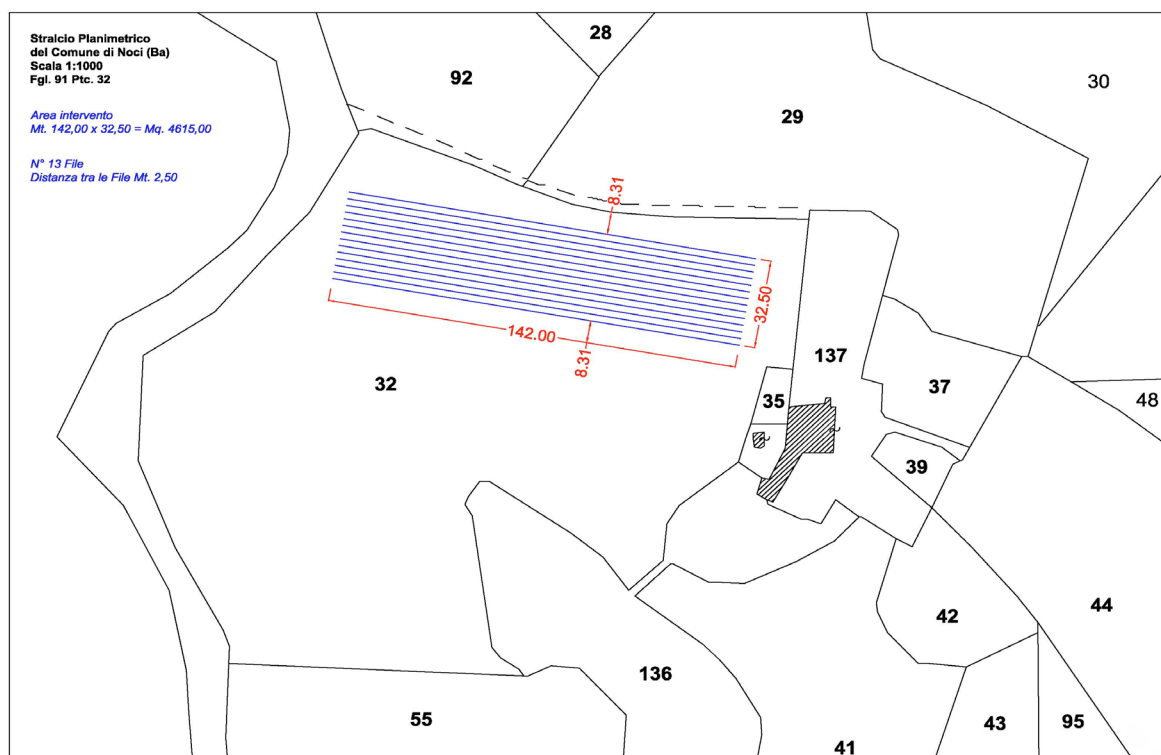 Stralcio Planimetrico
del Comune di Noci (Ba)
Scala 1:1000
Fgl. 91 Ptc. 32
Area intervento
Mt. 142,00 x 32,50 = Mq. 4615,00
N° 13 File
Distanza tra le File Mt. 2,50
28
92
29
30
8.31
32.50
142.00
8.31
137
32
37
35
48
39
44
42
136
55
43
95
41